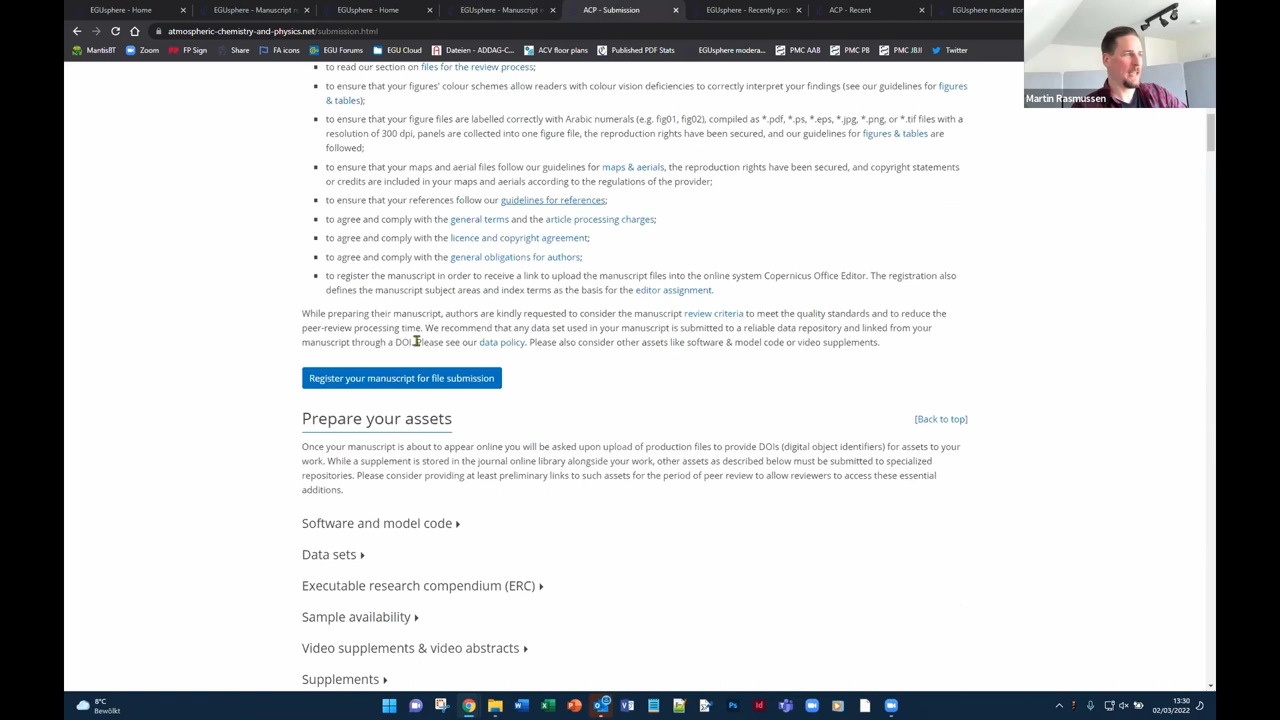 EGUsphere - Home
EGUsphere - Manuscript re
EGUsphere - Home
EGUsphere - Manuscript e
ACP - Submission
EGUsphere - Recently post
ACP - Recent
EGUsphere moderato
atmospheric-chemistry-and-physics.net/submission.html
MantisBT
Zoom
FP Sign
Share
FA icons
EGU Forums
EGU Cloud
Dateien - ADDAG-C...
ACV floor plans
Published PDF Stats
EGUsphere modera...
PMC AAB
PMC PB
PMC JBJI
Twitter
Martin Rasmussen
to read our section on files for the review process;
to ensure that your figures' colour schemes allow readers with colour vision deficiencies to correctly interpret your findings (see our guidelines for figures
& tables);
to ensure that your figure files are labelled correctly with Arabic numerals (e.g. fig01, fig02), compiled as *.pdf, *.ps, *.eps, *.jpg, *.png, or *.tif files with a
resolution of 300 dpi, panels are collected into one figure file, the reproduction rights have been secured, and our guidelines for figures & tables are
followed;
to ensure that your maps and aerial files follow our guidelines for maps & aerials, the reproduction rights have been secured, and copyright statements
or credits are included in your maps and aerials according to the regulations of the provider;
to ensure that your references follow our guidelines for references;
to agree and comply with the general terms and the article processing charges;
to agree and comply with the licence and copyright agreement;
to agree and comply with the general obligations for authors;
to register the manuscript in order to receive a link to upload the manuscript files into the online system Copernicus Office Editor. The registration also
defines the manuscript subject areas and index terms as the basis for the editor assignment.
While preparing their manuscript, authors are kindly requested to consider the manuscript review criteria to meet the quality standards and to reduce the
peer-review processing time. We recommend that any data set used in your manuscript is submitted to a reliable data repository and linked from your
manuscript through a DOI. Please see our data policy. Please also consider other assets like software & model code or video supplements.
Register your manuscript for file submission
Prepare your assets
[Back to top]
Once your manuscript is about to appear online you will be asked upon upload of production files to provide DOIs (digital object identifiers) for assets to your
work. While a supplement is stored in the journal online library alongside your work, other assets as described below must be submitted to specialized
repositories. Please consider providing at least preliminary links to such assets for the period of peer review to allow reviewers to access these essential
additions.
Software and model code
Data sets
Executable research compendium (ERC)
Sample availability
Video supplements & video abstracts
Supplements
8°C
Bewölkt
13:30
02/03/2022